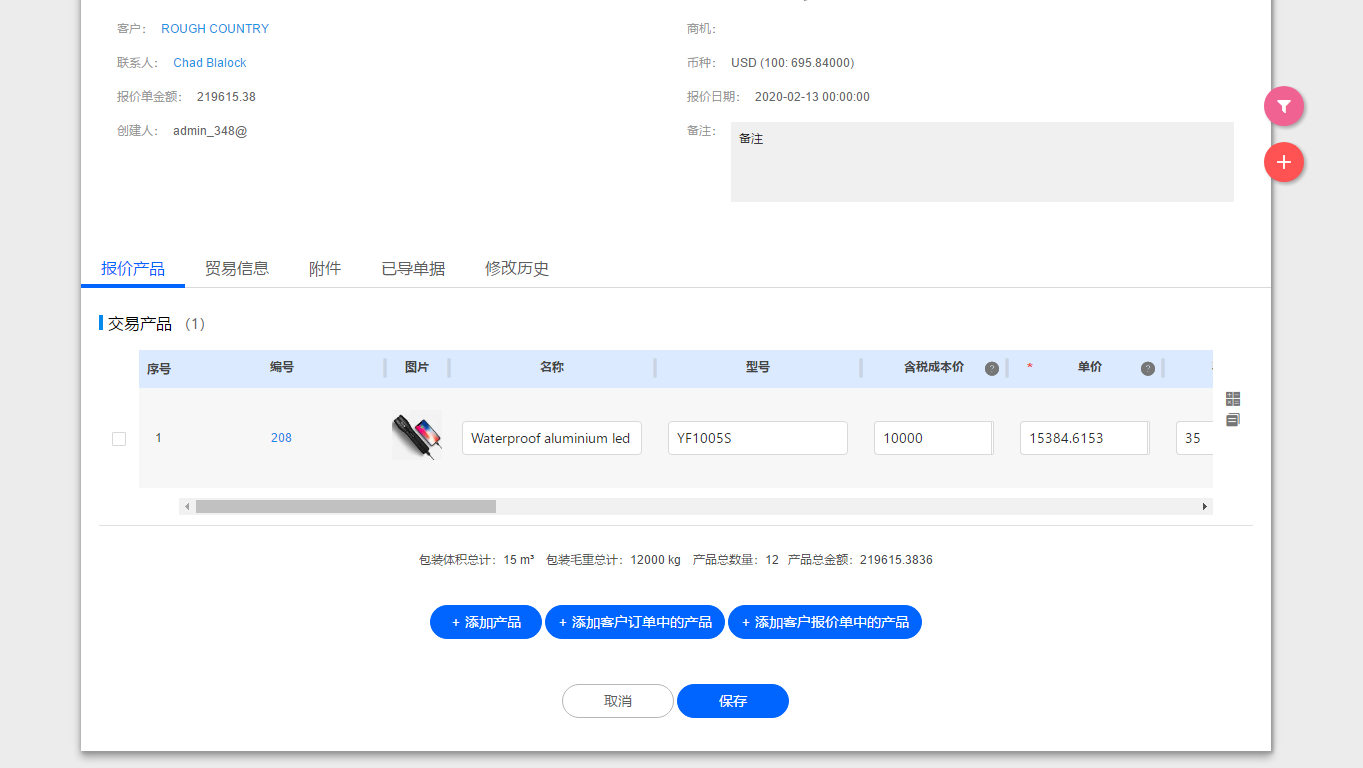 客户： ROUGH COUNTRY 商机：
联系人： Chad Blalock 币种： USD (100: 695.84000)
报价单金额： 219615.38 报价日期： 2020-02-13 00:00:00
创建人： admin_348@ 备注： 备注
报价产品 贸易信息 附件 已导单据 修改历史
交易产品 （1）
序号 编号 图片 名称 型号 含税成本价 ? * 单价 ?
1 208 Waterproof aluminium led YF1005S 10000 15384.6153 35
包装体积总计：15 m³ 包装毛重总计：12000 kg 产品总数量：12 产品总金额：219615.3836
+ 添加产品 + 添加客户订单中的产品 + 添加客户报价单中的产品
取消 保存